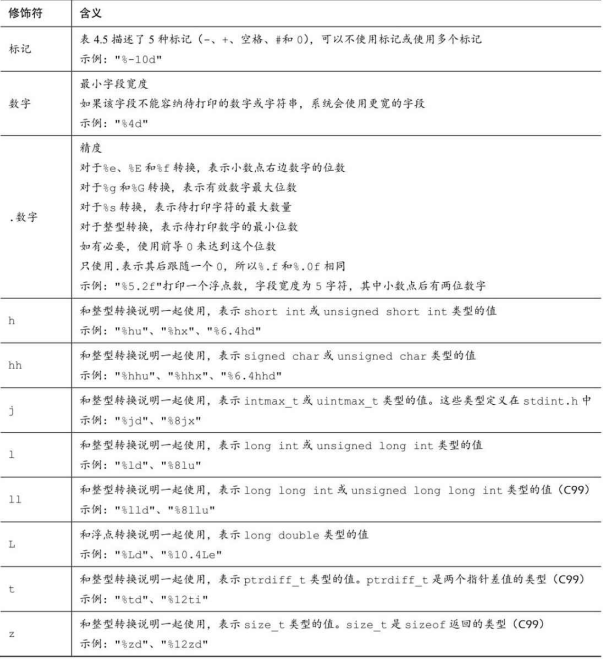 修饰符 含义
标记 表 4.5 描述了 5 种标记（-、+、空格、#和 0），可以不使用标记或使用多个标记
示例："%-10d"
数字 最小字段宽度
如果该字段不能容纳待打印的数字或字符串，系统会使用更宽的字段
示例："%4d"
.数字 精度
对于%e、%E 和%f 转换，表示小数点右边数字的位数
对于%g 和%G 转换，表示有效数字最大位数
对于%s 转换，表示待打印字符的最大数量
对于整型转换，表示待打印数字的最小位数
如有必要，使用前导 0 来达到这个位数
只使用.表示其后跟随一个 0，所以%.f 和%.0f 相同
示例："%5.2f"打印一个浮点数，字段宽度为 5 字符，其中小数点后有两位数字
h 和整型转换说明一起使用，表示 short int 或 unsigned short int 类型的值
示例："%hu"、"%hx"、"%6.4hd"
hh 和整型转换说明一起使用，表示 signed char 或 unsigned char 类型的值
示例："%hhu"、"%hhx"、"%6.4hhd"
j 和整型转换说明一起使用，表示 intmax_t 或 uintmax_t 类型的值。这些类型定义在 stdint.h 中
示例："%jd"、"%8jx"
l 和整型转换说明一起使用，表示 long int 或 unsigned long int 类型的值
示例："%ld"、"%8lu"
ll 和整型转换说明一起使用，表示 long long int 或 unsigned long long int 类型的值（C99）
示例："%lld"、"%8llu"
L 和浮点转换说明一起使用，表示 long double 类型的值
示例："%Ld"、"%10.4Le"
t 和整型转换说明一起使用，表示 ptrdiff_t 类型的值。ptrdiff_t 是两个指针差值的类型（C99）
示例："%td"、"%12ti"
z 和整型转换说明一起使用，表示 size_t 类型的值。size_t 是 sizeof 返回的类型（C99）
示例："%zd"、"%12zd"